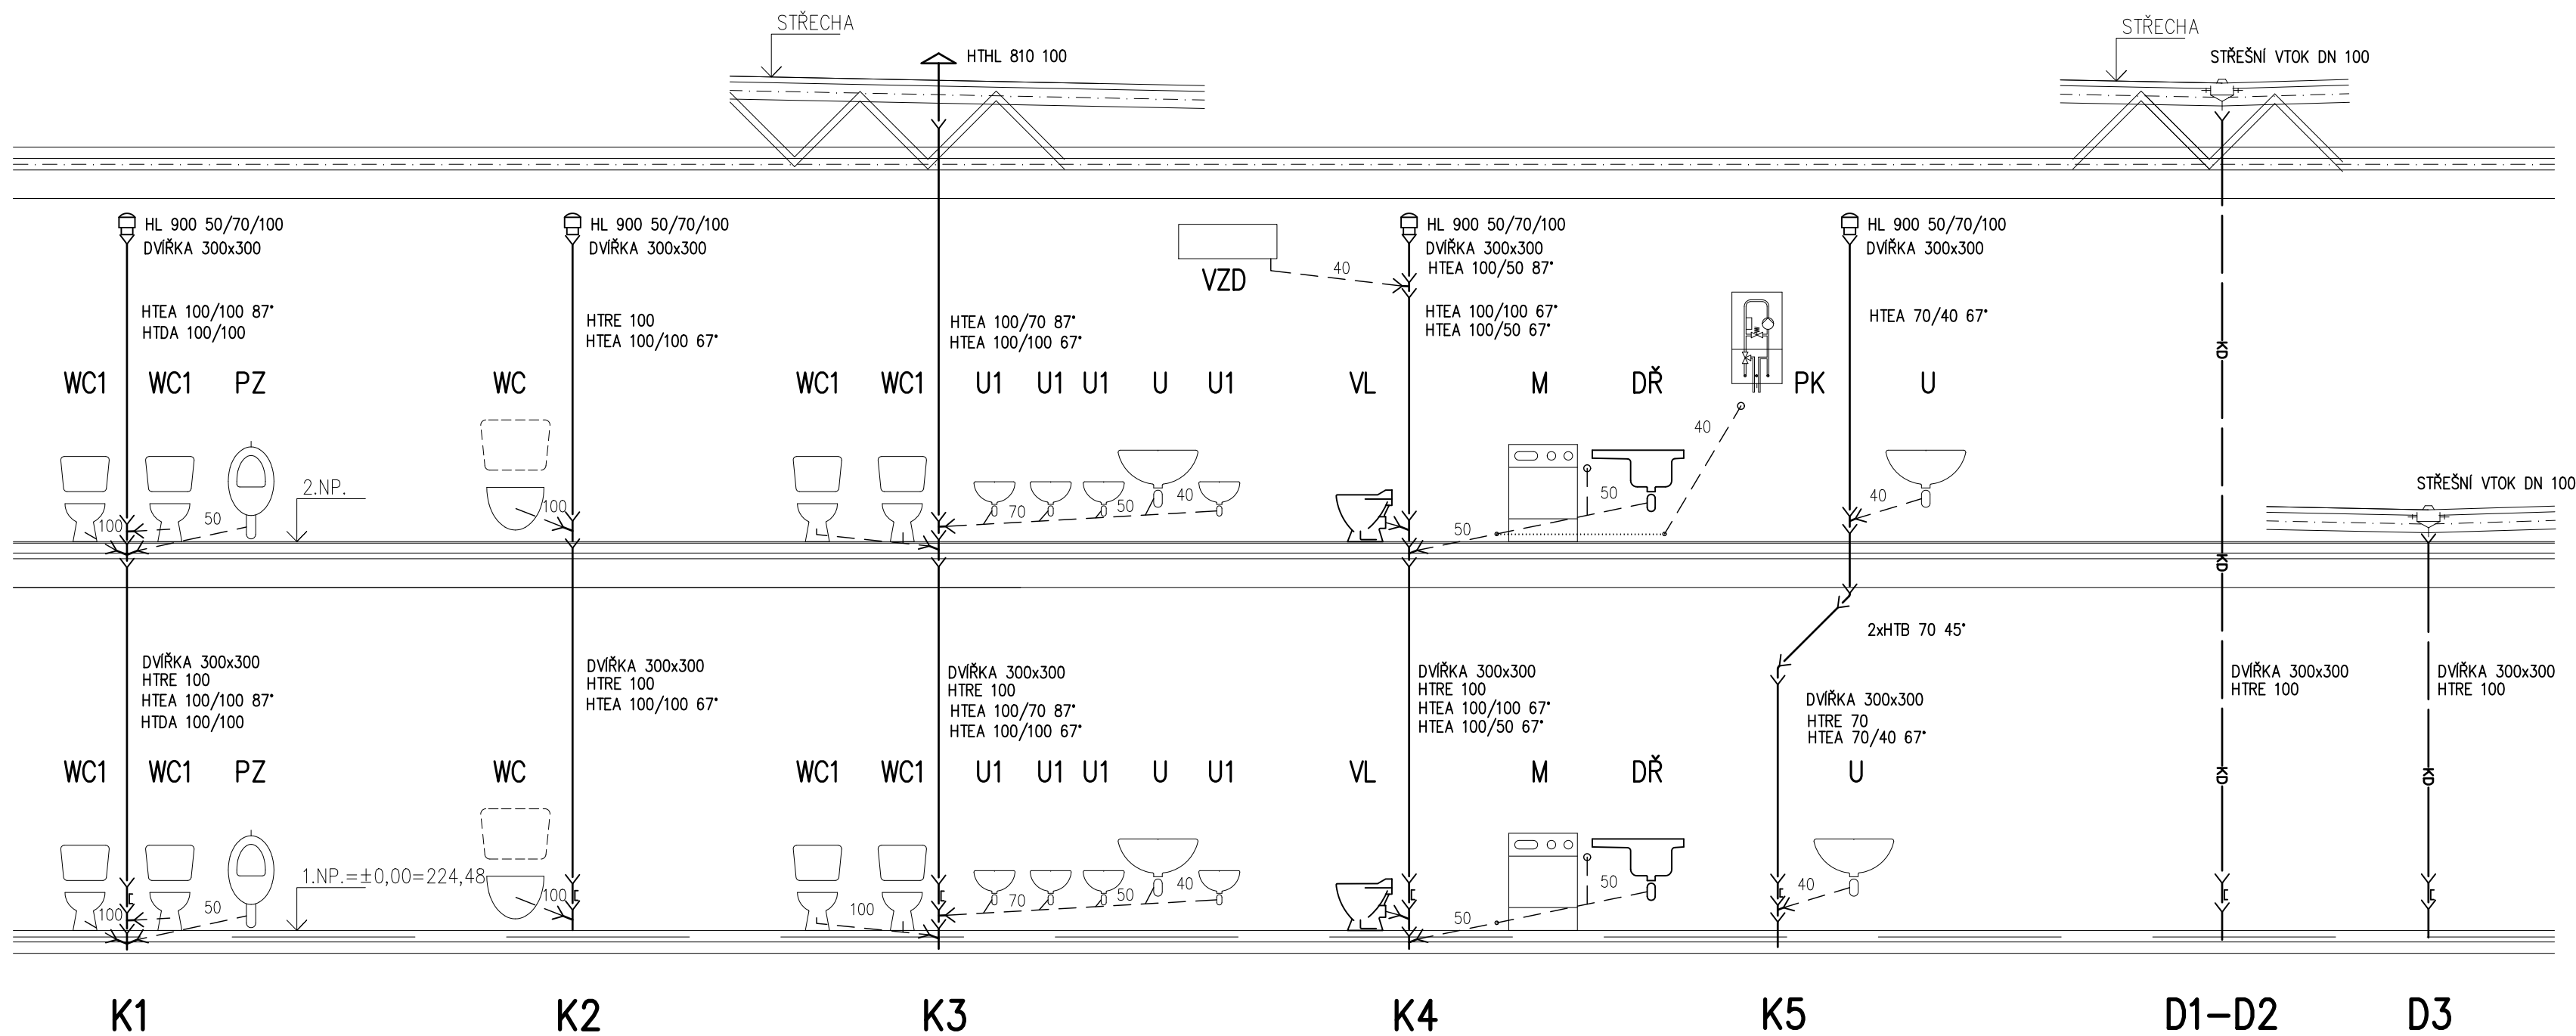 STŘECHA
HTHL 810 100
STŘECHA
STŘEŠNÍ VTOK DN 100
HL 900 50/70/100
DVÍŘKA 300x300
HL 900 50/70/100
DVÍŘKA 300x300
VZD
40
HL 900 50/70/100
DVÍŘKA 300x300
HTEA 100/50 87°
HL 900 50/70/100
DVÍŘKA 300x300
HTEA 100/100 87°
HTDA 100/100
HTRE 100
HTEA 100/100 67°
HTEA 100/70 87°
HTEA 100/100 67°
HTEA 100/100 67°
HTEA 100/50 67°
HTEA 70/40 67°
KD
WC1 WC1 PZ WC WC1 WC1 U1 U1 U1 U U1 VL M DŘ PK U
40
STŘEŠNÍ VTOK DN 100
2.NP.
100 50 100 70 50 40 50 50 40
KD
2xHTB 70 45°
DVÍŘKA 300x300
HTRE 100
HTEA 100/100 87°
HTDA 100/100
DVÍŘKA 300x300
HTRE 100
HTEA 100/100 67°
DVÍŘKA 300x300
HTRE 100
HTEA 100/70 87°
HTEA 100/100 67°
DVÍŘKA 300x300
HTRE 100
HTEA 100/100 67°
HTEA 100/50 67°
DVÍŘKA 300x300
HTRE 70
HTEA 70/40 67°
DVÍŘKA 300x300
HTRE 100
DVÍŘKA 300x300
HTRE 100
WC1 WC1 PZ WC WC1 WC1 U1 U1 U1 U U1 VL M DŘ U KD KD
1.NP.=±0,00=224,48
100 50 100 100 70 50 40 50 50 40
K1 K2 K3 K4 K5 D1-D2 D3